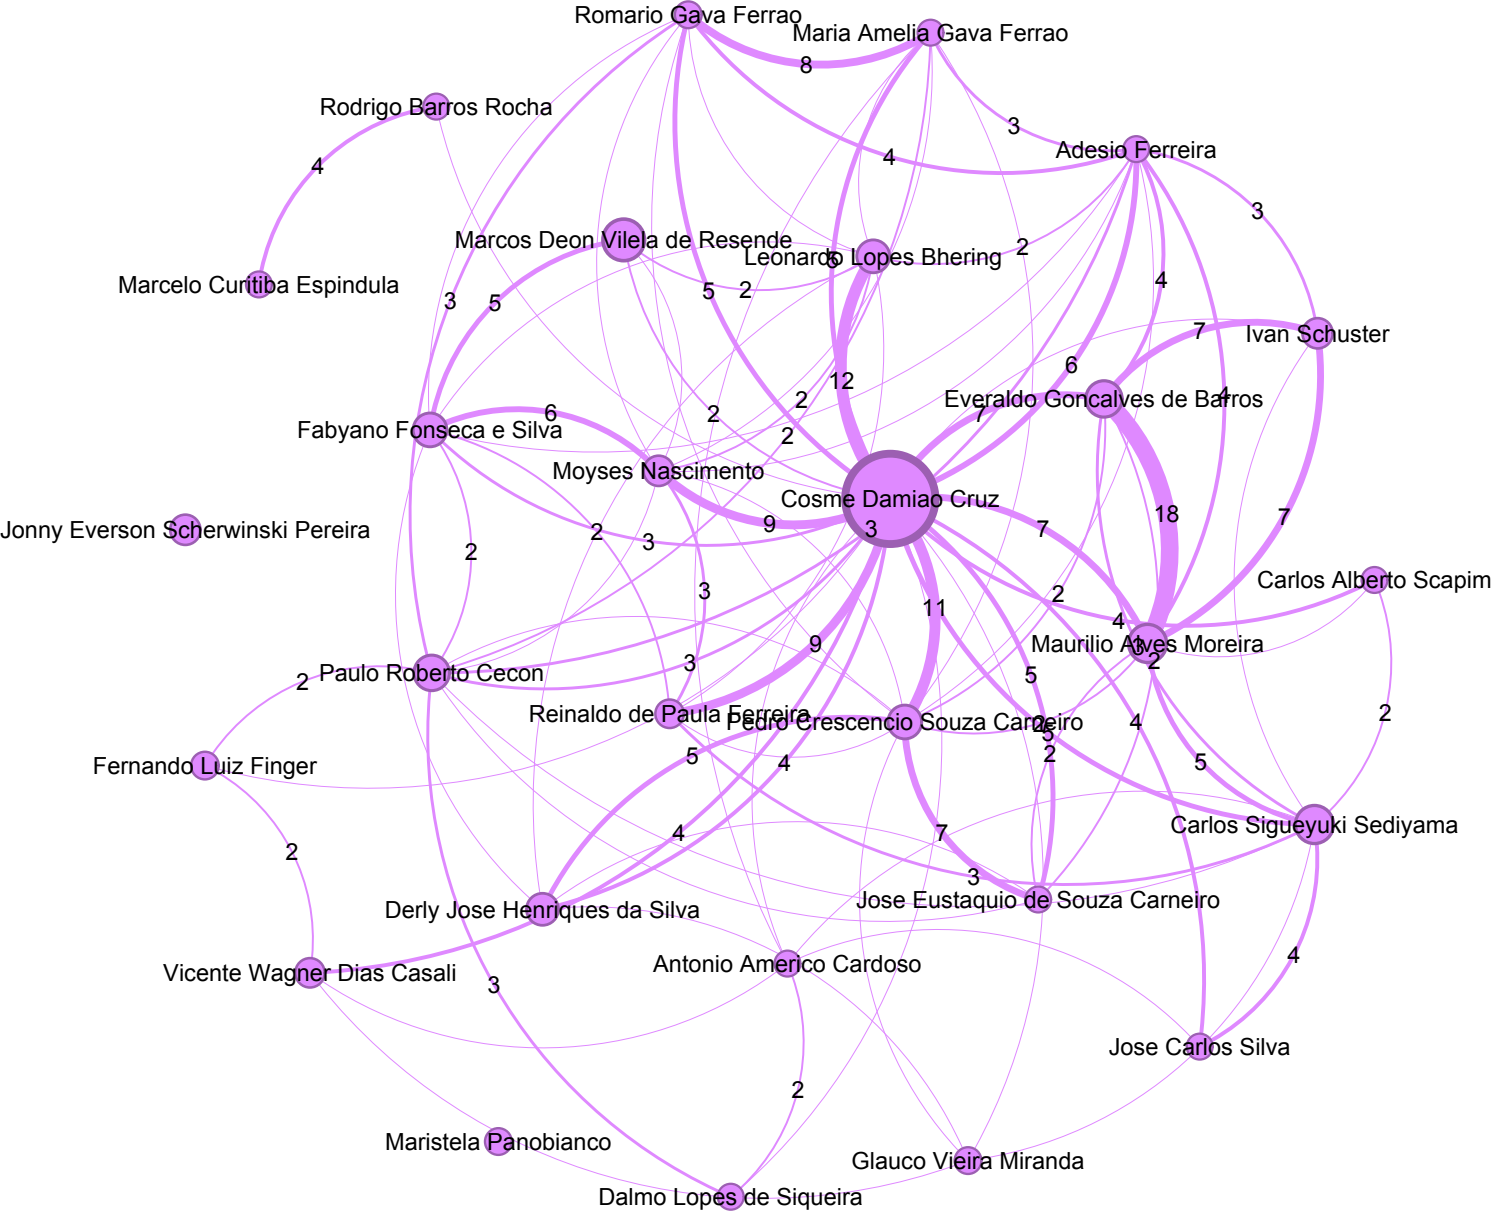 Romario Gava Ferrao
Maria Amelia Gava Ferrao
8
Rodrigo Barros Rocha
3
Adesio Ferreira
4
4
3
Marcos Deon Vilela de Resende
2
Leonardo Lopes Bhering
5
4
Marcelo Curitiba Espindula
5
2
3
5
7
Ivan Schuster
6
12
Everaldo Goncalves de Barros
4
2
6
2
7
Fabyano Fonseca e Silva
2
Moyses Nascimento
Cosme Damiao Cruz
18
7
Jonny Everson Scherwinski Pereira
9
3
7
2
3
2
Carlos Alberto Scapim
3
2
11
4
Maurilio Alves Moreira
3
9
2
3
Paulo Roberto Cecon
5
2
Reinaldo de Paula Ferreira
Pedro Crescencio Souza Carneiro
2
4
2
5
5
2
5
4
Fernando Luiz Finger
Carlos Sigueyuki Sediyama
4
7
2
3
Jose Eustaquio de Souza Carneiro
Derly Jose Henriques da Silva
4
Antonio Americo Cardoso
Vicente Wagner Dias Casali
3
Jose Carlos Silva
2
Maristela Panobianco
Glauco Vieira Miranda
Dalmo Lopes de Siqueira